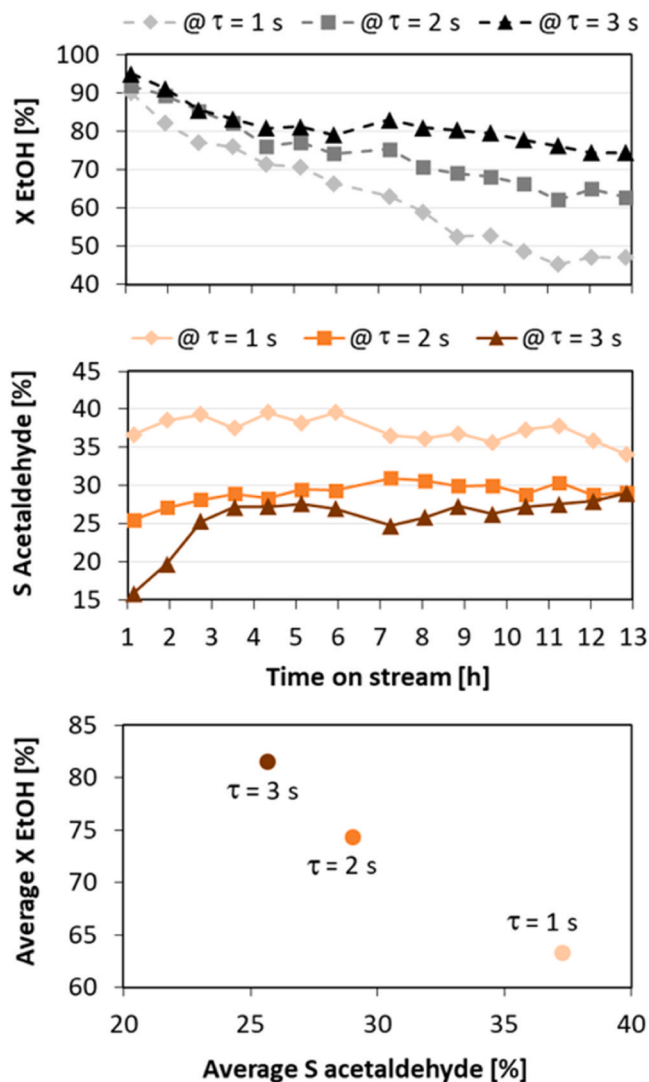 @ τ = 1 s @ τ = 2 s @ τ = 3 s
100
90
80
70
60
50
40
X EtOH [%]
@ τ = 1 s @ τ = 2 s @ τ = 3 s
45
40
35
30
25
20
15
S Acetaldehyde [%]
1 2 3 4 5 6 7 8 9 10 11 12 13
Time on stream [h]
85
80
75
70
65
60
Average X EtOH [%]
τ = 3 s
τ = 2 s
τ = 1 s
20 25 30 35 40
Average S acetaldehyde [%]